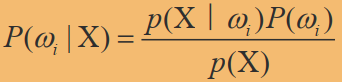 P(ωᵢ | X) = p(X | ωᵢ)P(ωᵢ) / p(X)